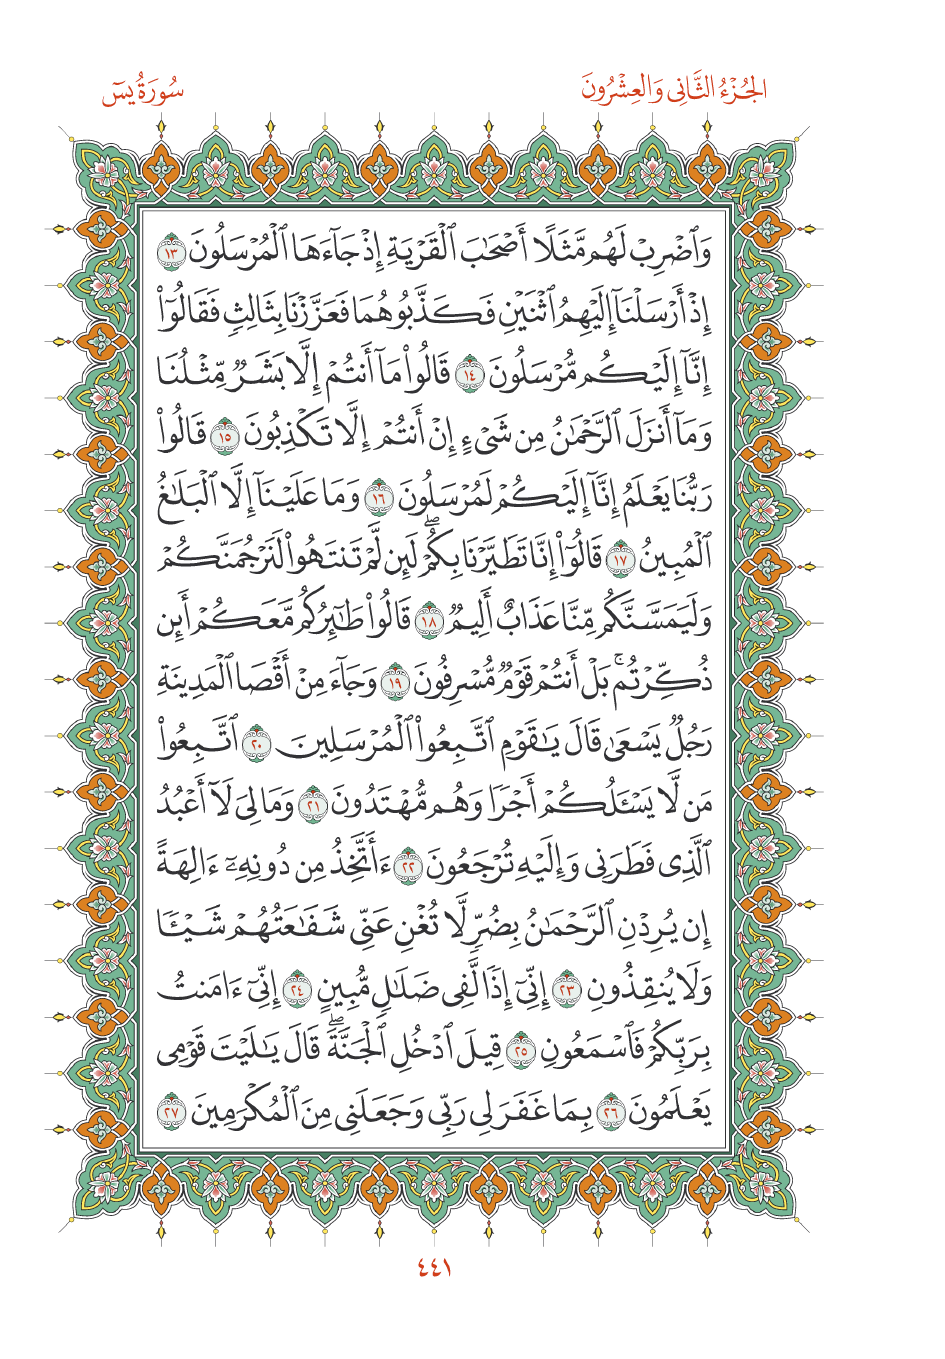 الجُزْءُ الثَّانِي وَالعِشْرُونَ
سُورَةُ يسٓ
وَٱضْرِبْ لَهُم مَّثَلًا أَصْحَٰبَ ٱلْقَرْيَةِ إِذْ جَآءَهَا ٱلْمُرْسَلُونَ ١٣
إِذْ أَرْسَلْنَآ إِلَيْهِمُ ٱثْنَيْنِ فَكَذَّبُوهُمَا فَعَزَّزْنَا بِثَالِثٍ فَقَالُوٓا۟
إِنَّآ إِلَيْكُم مُّرْسَلُونَ ١٤ قَالُوا۟ مَآ أَنتُمْ إِلَّا بَشَرٌ مِّثْلُنَا
وَمَآ أَنزَلَ ٱلرَّحْمَٰنُ مِن شَىْءٍ إِنْ أَنتُمْ إِلَّا تَكْذِبُونَ ١٥ قَالُوا۟
رَبُّنَا يَعْلَمُ إِنَّآ إِلَيْكُمْ لَمُرْسَلُونَ ١٦ وَمَا عَلَيْنَآ إِلَّا ٱلْبَلَٰغُ
ٱلْمُبِينُ ١٧ قَالُوٓا۟ إِنَّا تَطَيَّرْنَا بِكُمْ ۖ لَئِن لَّمْ تَنتَهُوا۟ لَنَرْجُمَنَّكُمْ
وَلَيَمَسَّنَّكُم مِّنَّا عَذَابٌ أَلِيمٌ ١٨ قَالُوا۟ طَٰٓئِرُكُم مَّعَكُمْ أَئِن
ذُكِّرْتُم ۚ بَلْ أَنتُمْ قَوْمٌ مُّسْرِفُونَ ١٩ وَجَآءَ مِنْ أَقْصَا ٱلْمَدِينَةِ
رَجُلٌ يَسْعَىٰ قَالَ يَٰقَوْمِ ٱتَّبِعُوا۟ ٱلْمُرْسَلِينَ ٢٠ ٱتَّبِعُوا۟
مَن لَّا يَسْـَٔلُكُمْ أَجْرًا وَهُم مُّهْتَدُونَ ٢١ وَمَا لِىَ لَآ أَعْبُدُ
ٱلَّذِى فَطَرَنِى وَإِلَيْهِ تُرْجَعُونَ ٢٢ ءَأَتَّخِذُ مِن دُونِهِۦٓ ءَالِهَةً
إِن يُرِدْنِ ٱلرَّحْمَٰنُ بِضُرٍّ لَّا تُغْنِ عَنِّى شَفَٰعَتُهُمْ شَيْـًٔا
وَلَا يُنقِذُونِ ٢٣ إِنِّىٓ إِذًا لَّفِى ضَلَٰلٍ مُّبِينٍ ٢٤ إِنِّىٓ ءَامَنتُ
بِرَبِّكُمْ فَٱسْمَعُونِ ٢٥ قِيلَ ٱدْخُلِ ٱلْجَنَّةَ ۖ قَالَ يَٰلَيْتَ قَوْمِى
يَعْلَمُونَ ٢٦ بِمَا غَفَرَ لِى رَبِّى وَجَعَلَنِى مِنَ ٱلْمُكْرَمِينَ ٢٧
٤٤١